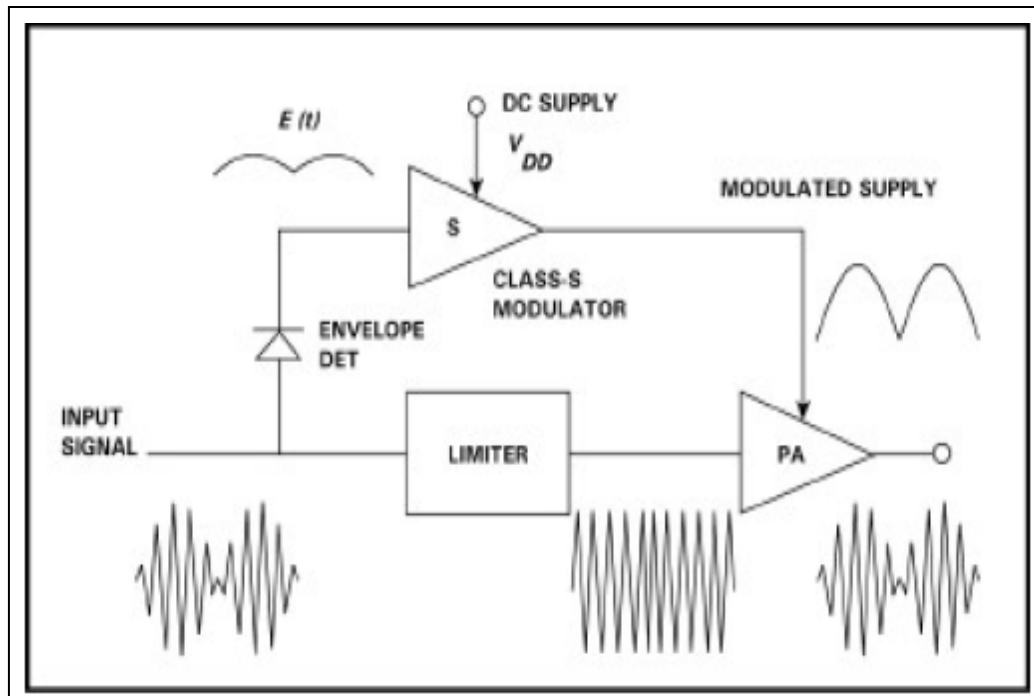 DC SUPPLY
E (t)
V
DD
MODULATED SUPPLY
S
CLASS-S
MODULATOR
ENVELOPE
DET
INPUT
SIGNAL
LIMITER
PA